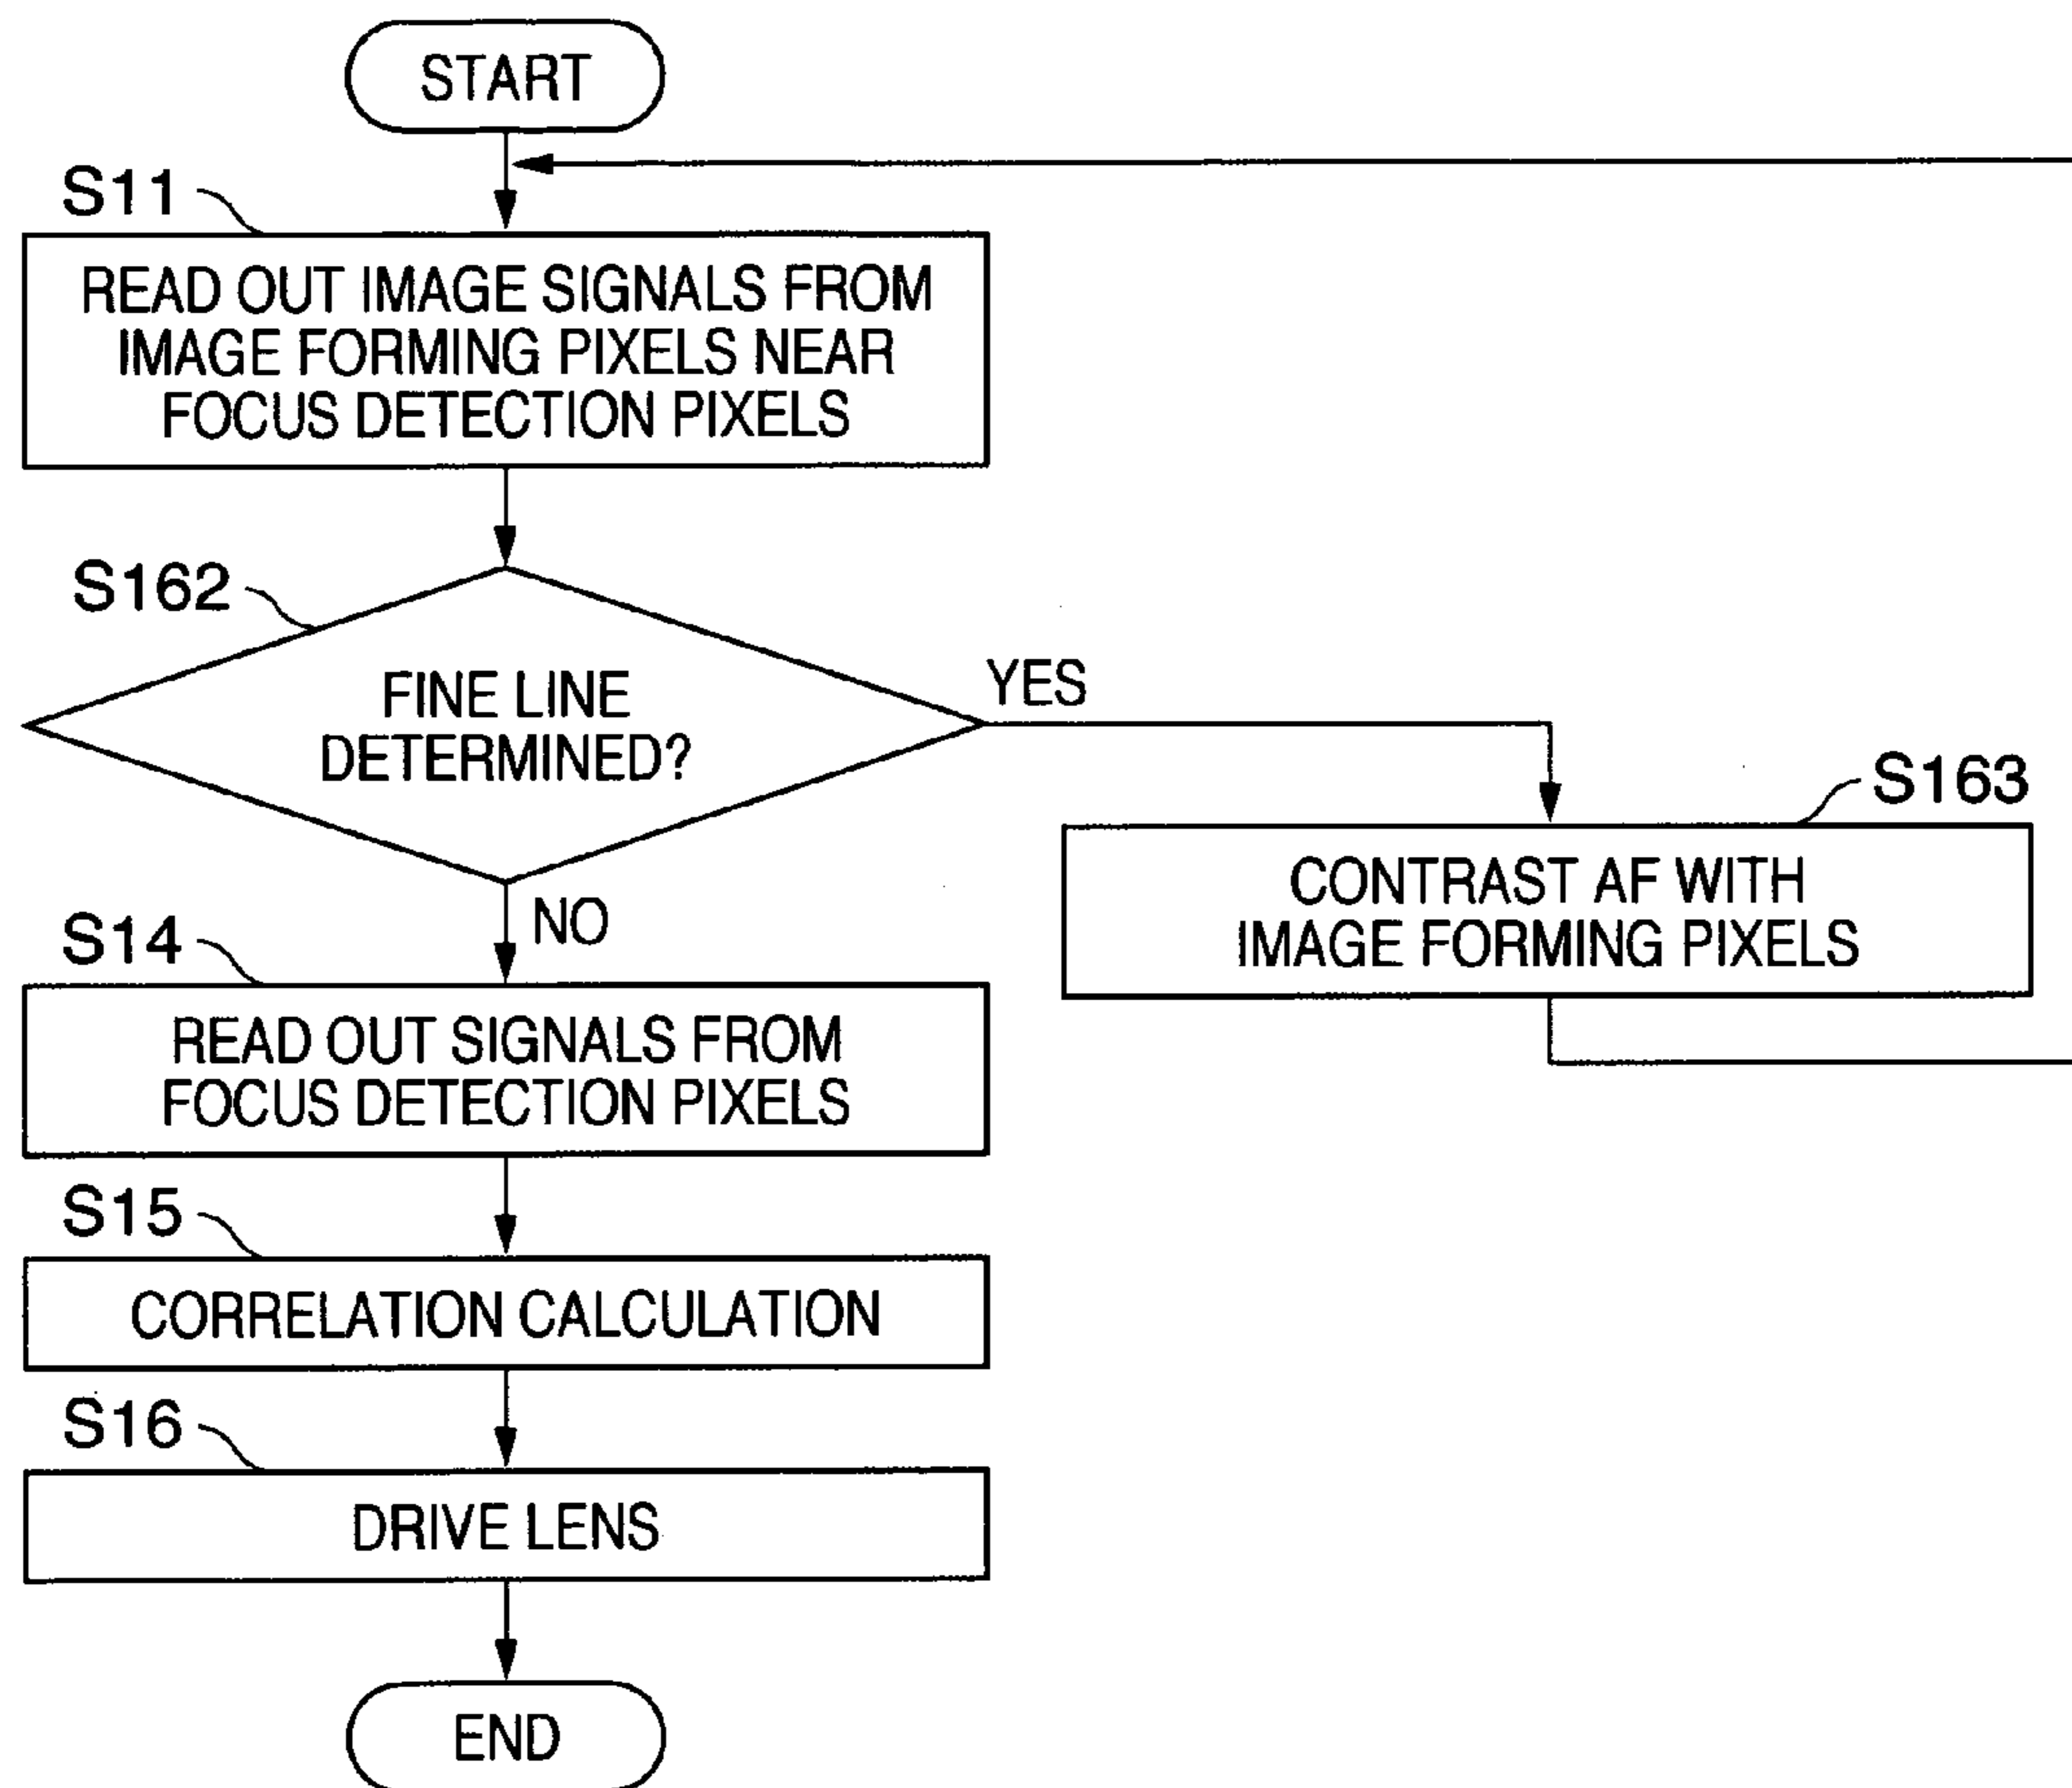 START
S11
READ OUT IMAGE SIGNALS FROM
IMAGE FORMING PIXELS NEAR
FOCUS DETECTION PIXELS
S162
FINE LINE
DETERMINED?
YES
S163
CONTRAST AF WITH
IMAGE FORMING PIXELS
NO
S14
READ OUT SIGNALS FROM
FOCUS DETECTION PIXELS
S15
CORRELATION CALCULATION
S16
DRIVE LENS
END